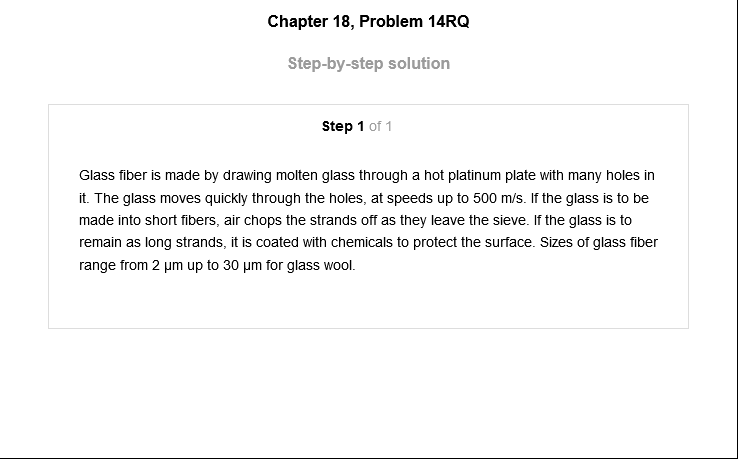 Chapter 18, Problem 14RQ
Step-by-step solution
Step 1 of 1
Glass fiber is made by drawing molten glass through a hot platinum plate with many holes in
it. The glass moves quickly through the holes, at speeds up to 500 m/s. If the glass is to be
made into short fibers, air chops the strands off as they leave the sieve. If the glass is to
remain as long strands, it is coated with chemicals to protect the surface. Sizes of glass fiber
range from 2 μm up to 30 μm for glass wool.